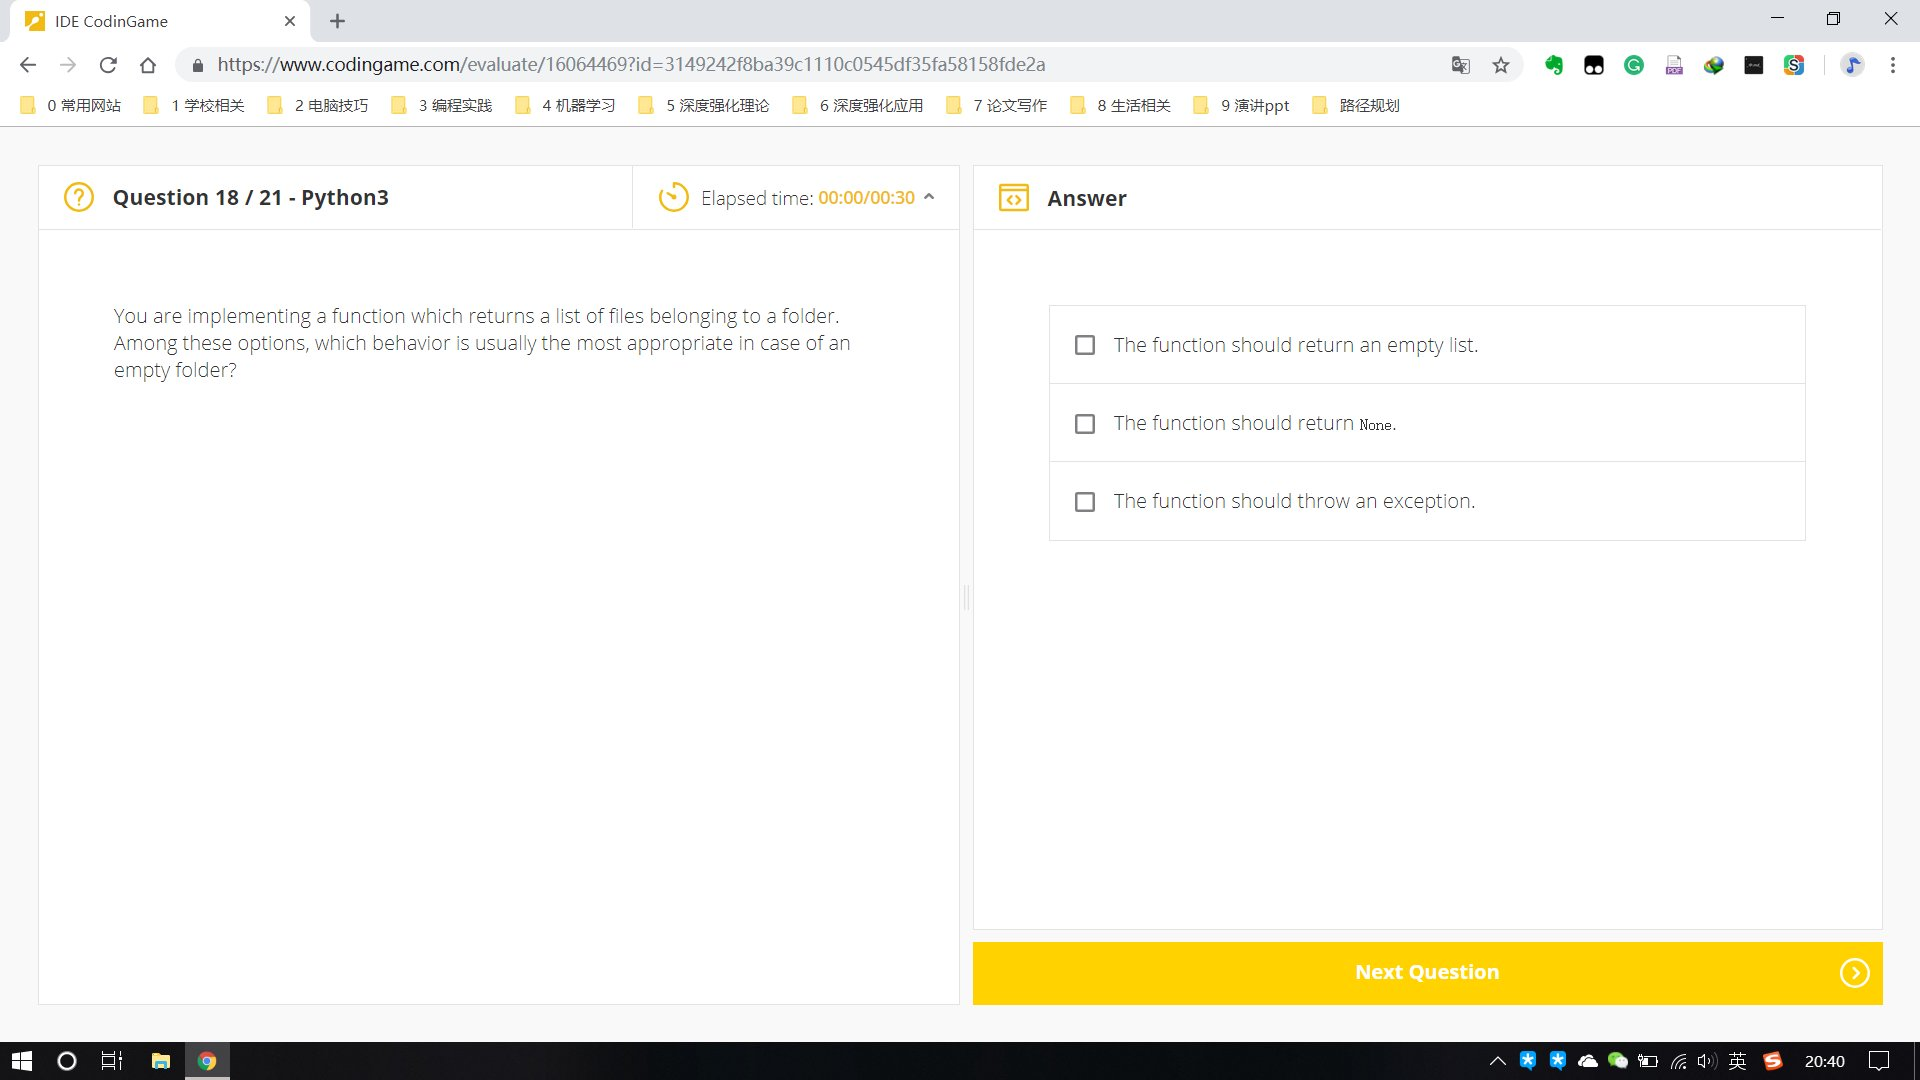 IDE CodinGame
https://www.codingame.com/evaluate/16064469?id=3149242f8ba39c1110c0545df35fa58158fde2a
0 常用网站 1 学校相关 2 电脑技巧 3 编程实践 4 机器学习 5 深度强化理论 6 深度强化应用 7 论文写作 8 生活相关 9 演讲ppt 路径规划
Question 18 / 21 - Python3
Elapsed time: 00:00/00:30
You are implementing a function which returns a list of files belonging to a folder.
Among these options, which behavior is usually the most appropriate in case of an
empty folder?
Answer
The function should return an empty list.
The function should return None.
The function should throw an exception.
Next Question
英
20:40